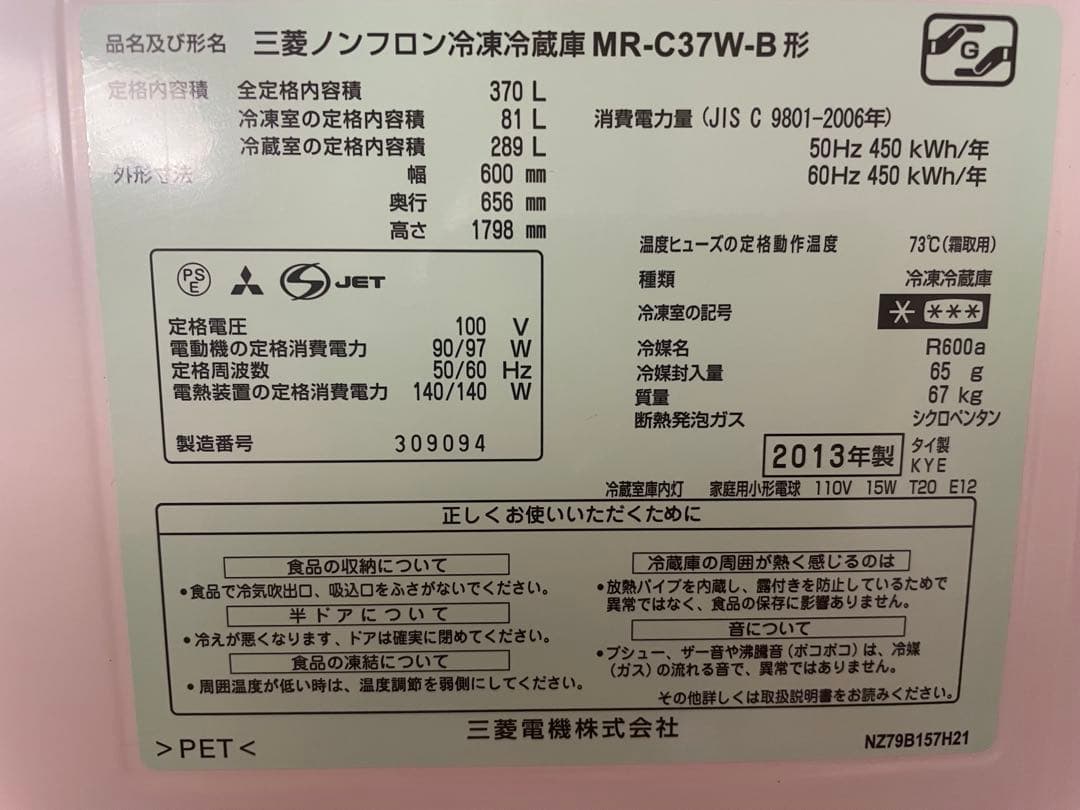 品名及び形名 三菱ノンフロン冷凍冷蔵庫 MR-C37W-B 形
G
定格内容積 全定格内容積 370 L
冷凍室の定格内容積 81 L
冷蔵室の定格内容積 289 L
外形寸法 幅 600 mm
奥行 656 mm
高さ 1798 mm
消費電力量 (JIS C 9801-2006年)
50Hz 450 kWh/年
60Hz 450 kWh/年
PS
E
JET
定格電圧 100 V
電動機の定格消費電力 90/97 W
定格周波数 50/60 Hz
電熱装置の定格消費電力 140/140 W
製造番号 309094
温度ヒューズの定格動作温度 73℃(霜取用)
種類 冷凍冷蔵庫
冷凍室の記号 * ***
冷媒名 R600a
冷媒封入量 65 g
質量 67 kg
断熱発泡ガス シクロペンタン
2013年製 タイ製
KYE
冷蔵室庫内灯 家庭用小形電球 110V 15W T20 E12
正しくお使いいただくために
食品の収納について
•食品で冷気吹出口、吸込口をふさがないでください。
半ドアについて
•冷えが悪くなります、ドアは確実に閉めてください。
食品の凍結について
•周囲温度が低い時は、温度調節を弱側にしてください。
冷蔵庫の周囲が熱く感じるのは
•放熱パイプを内蔵し、露付きを防止しているためで
異常ではなく、食品の保存に影響ありません。
音について
•プシュー、ザー音や沸騰音(ポコポコ)は、冷媒
(ガス)の流れる音で、異常ではありません。
その他詳しくは取扱説明書をお読みください。
三菱電機株式会社
>PET<
NZ79B157H21